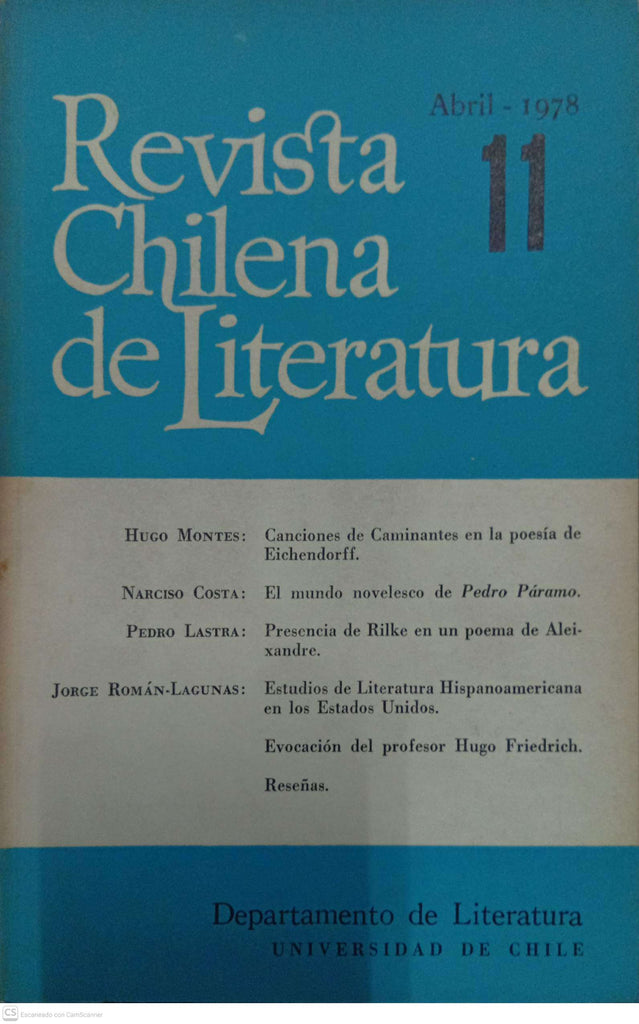 Abril - 1978
11
Revista
Chilena
de Literatura
HUGO MONTES: Canciones de Caminantes en la poesía de
Eichendorff.
NARCISO COSTA: El mundo novelesco de Pedro Páramo.
PEDRO LASTRA: Presencia de Rilke en un poema de Alei-
xandre.
JORGE ROMÁN-LAGUNAS: Estudios de Literatura Hispanoamericana
en los Estados Unidos.
Evocación del profesor Hugo Friedrich.
Reseñas.
Departamento de Literatura
UNIVERSIDAD DE CHILE
CS Escaneado con CamScanner